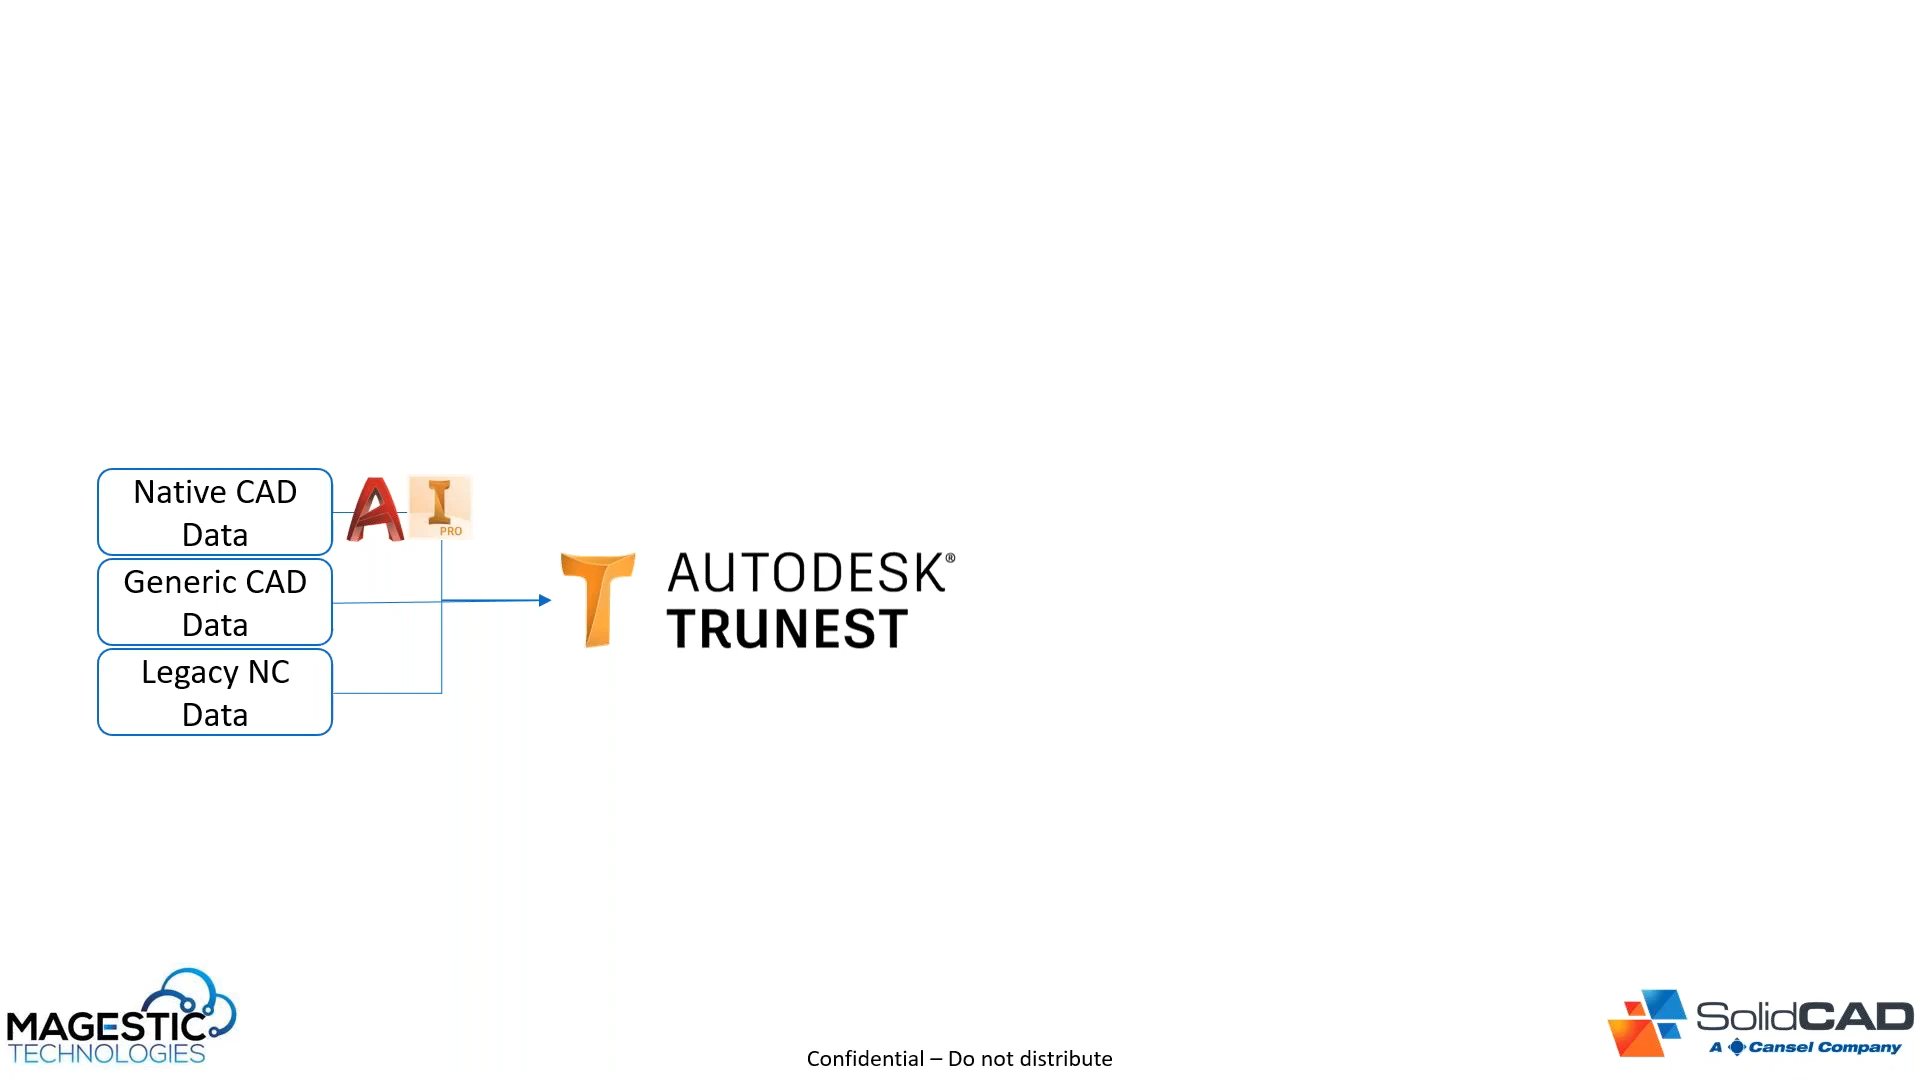 Native CAD
Data
PRO
Generic CAD
Data
Legacy NC
Data
AUTODESK®
TRUNEST
MAGESTIC
TECHNOLOGIES
Confidential – Do not distribute
SolidCAD
A Cansel Company